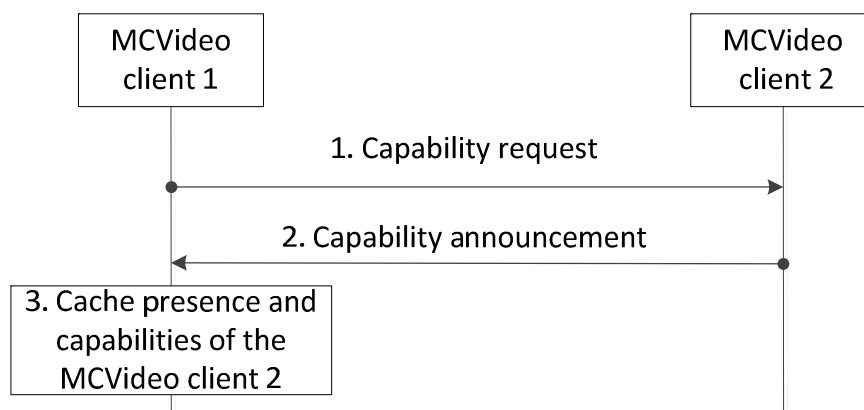 MCVideo
client 1
MCVideo
client 2
1. Capability request
2. Capability announcement
3. Cache presence and
capabilities of the
MCVideo client 2